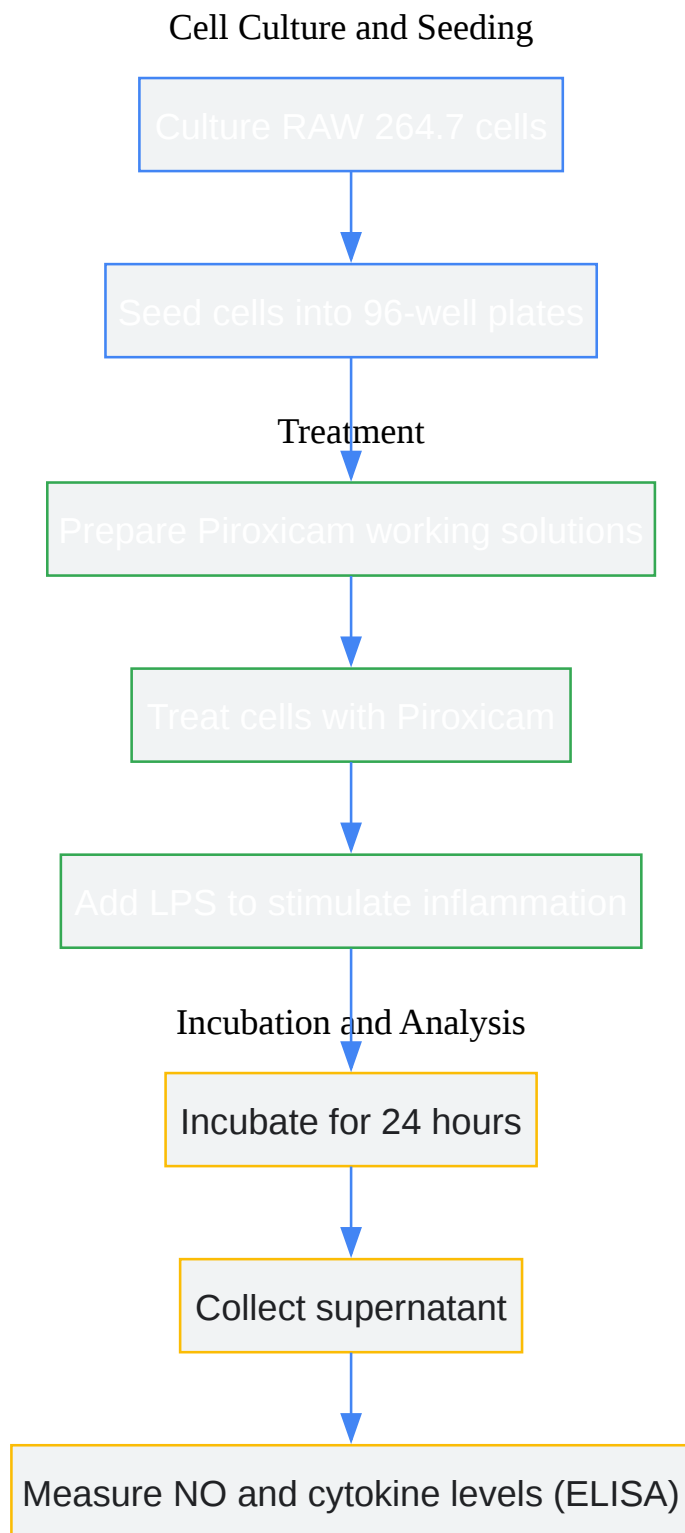 Cell Culture and Seeding
Culture RAW 264.7 cells
Seed cells into 96-well plates
Treatment
Prepare Piroxicam working solutions
Treat cells with Piroxicam
Add LPS to stimulate inflammation
Incubation and Analysis
Incubate for 24 hours
Collect supernatant
Measure NO and cytokine levels (ELISA)